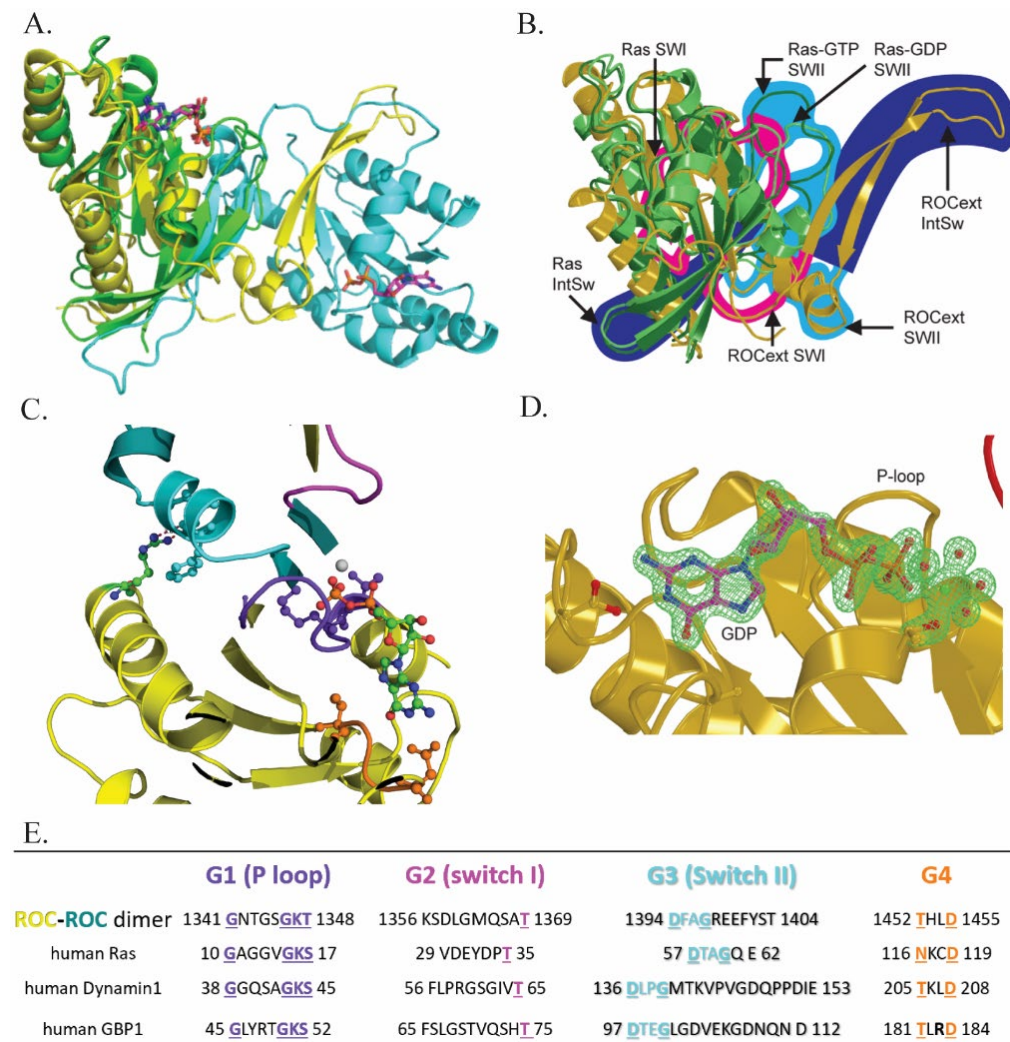 A.
B.
Ras SWI
Ras-GTP SWII
Ras-GDP SWII
ROCext IntSw
Ras IntSw
ROCext SWII
ROCext SWI
C.
D.
P-loop
GDP
E.
G1 (P loop) G2 (switch I) G3 (Switch II) G4
ROC-ROC dimer 1341 GNTGSGKT 1348 1356 KSDLGMQSAT 1369 1394 DFAGREEFYST 1404 1452 THLD 1455
human Ras 10 GAGGVGKS 17 29 VDEYDPT 35 57 DTAGQ E 62 116 NKCD 119
human Dynamin1 38 GGQSAGKS 45 56 FLPRGSGIVT 65 136 DLPGMTKVPVGDQPPDIE 153 205 TKLD 208
human GBP1 45 GLYRTGKS 52 65 FSLGSTVQSHT 75 97 DTEGLGDVEKGDNQN D 112 181 TLRD 184